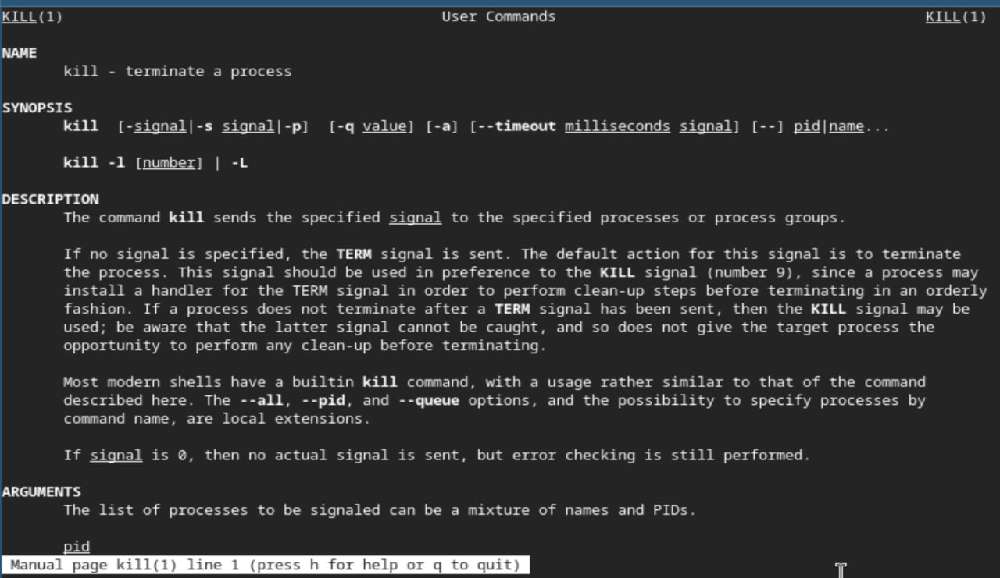 KILL(1) User Commands KILL(1)
NAME
kill - terminate a process
SYNOPSIS
kill [-signal|-s signal|-p] [-q value] [-a] [--timeout milliseconds signal] [--] pid|name...
kill -l [number] | -L
DESCRIPTION
The command kill sends the specified signal to the specified processes or process groups.
If no signal is specified, the TERM signal is sent. The default action for this signal is to terminate
the process. This signal should be used in preference to the KILL signal (number 9), since a process may
install a handler for the TERM signal in order to perform clean-up steps before terminating in an orderly
fashion. If a process does not terminate after a TERM signal has been sent, then the KILL signal may be
used; be aware that the latter signal cannot be caught, and so does not give the target process the
opportunity to perform any clean-up before terminating.
Most modern shells have a builtin kill command, with a usage rather similar to that of the command
described here. The --all, --pid, and --queue options, and the possibility to specify processes by
command name, are local extensions.
If signal is 0, then no actual signal is sent, but error checking is still performed.
ARGUMENTS
The list of processes to be signaled can be a mixture of names and PIDs.
pid
Manual page kill(1) line 1 (press h for help or q to quit)